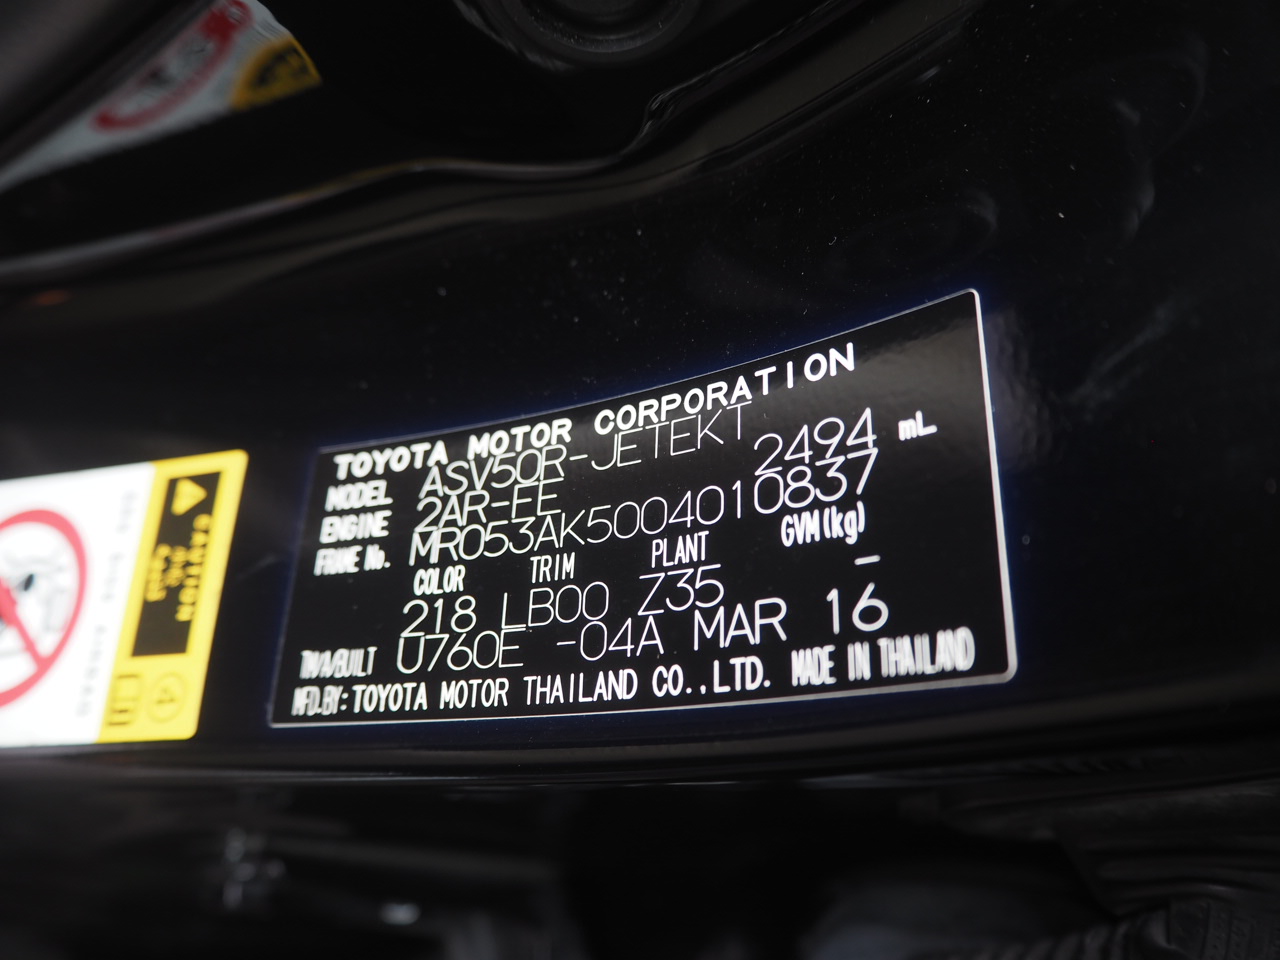 TOYOTA MOTOR CORPORATION
MODEL ASV50R-JETEKT
ENGINE 2AR-FE 2494 mL
FRAME No. MR053AK5004010837
COLOR TRIM PLANT GVM(kg)
218 LB00 Z35 –
T/M/A/BUILT U760E -04A MAR 16
MFD.BY:TOYOTA MOTOR THAILAND CO.,LTD. MADE IN THAILAND
CAUTION